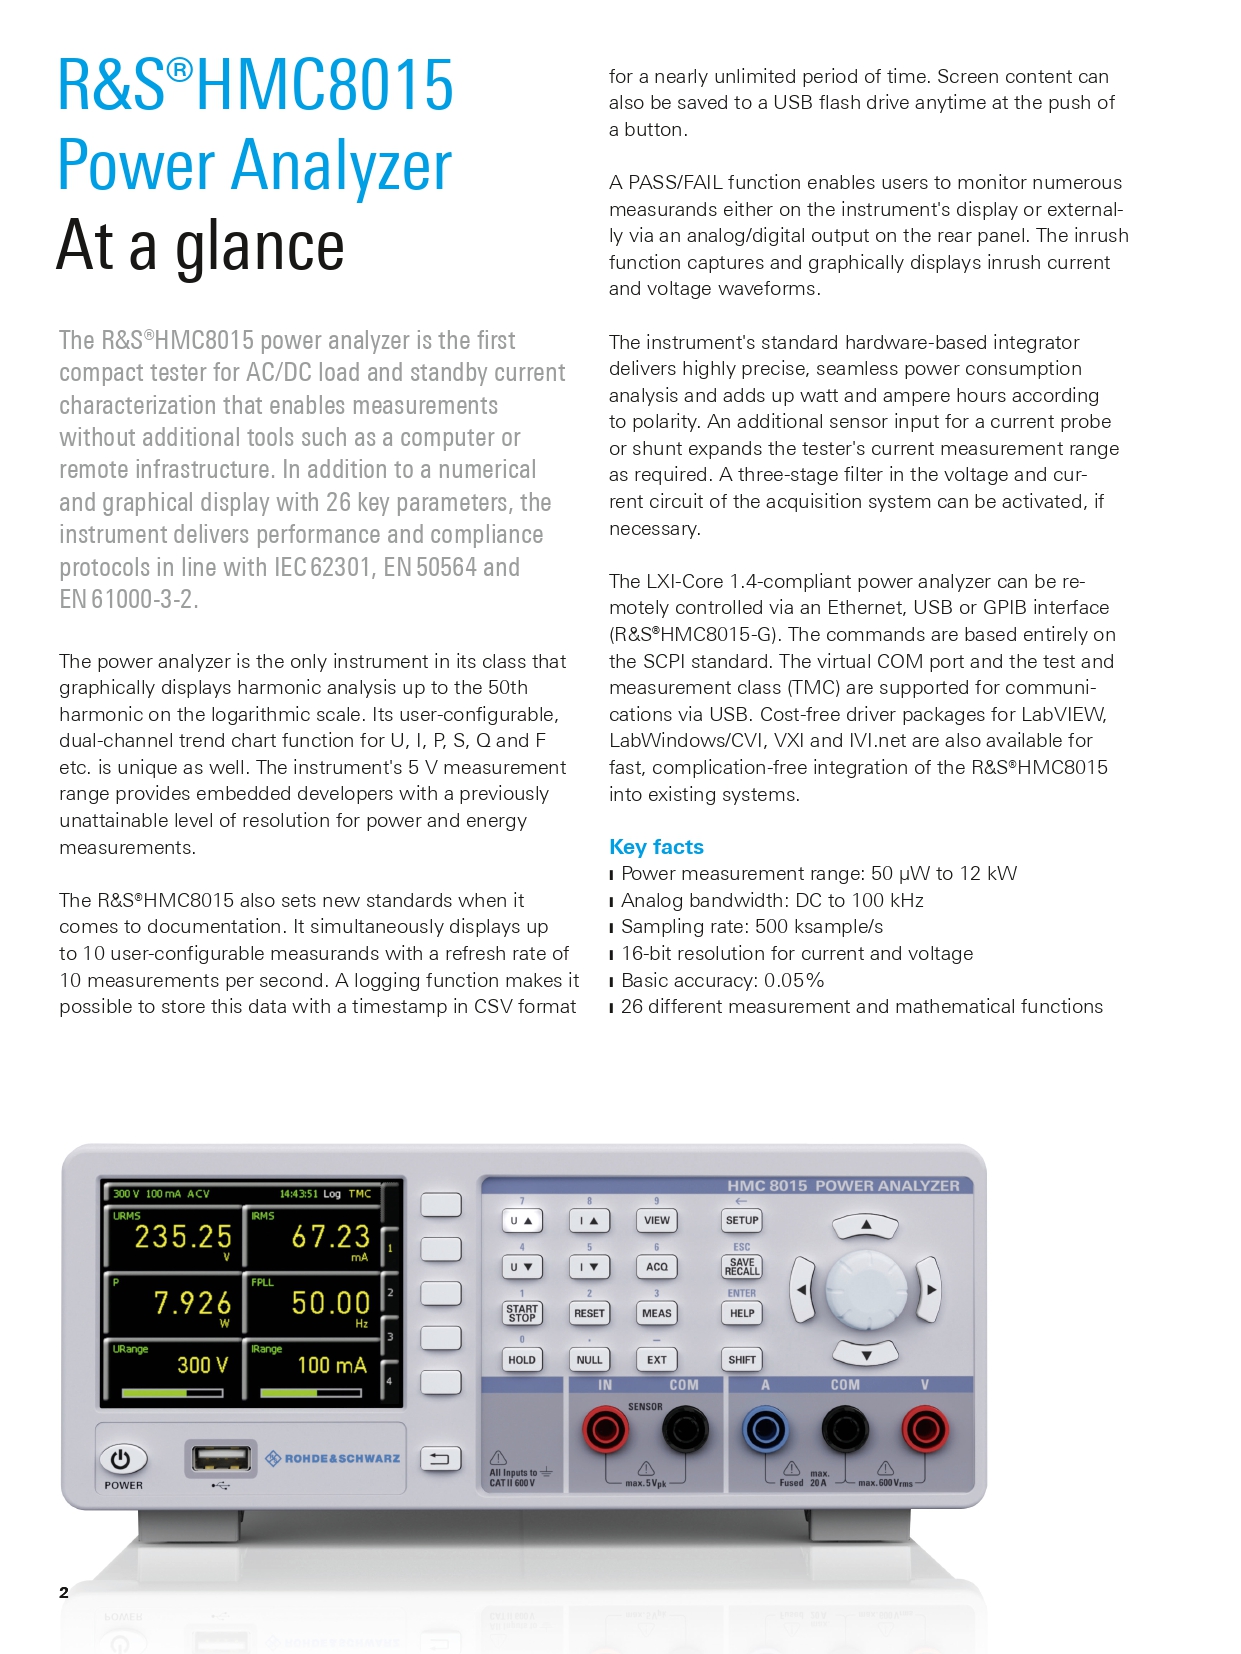 R&S®HMC8015
Power Analyzer
At a glance
The R&S®HMC8015 power analyzer is the first
compact tester for AC/DC load and standby current
characterization that enables measurements
without additional tools such as a computer or
remote infrastructure. In addition to a numerical
and graphical display with 26 key parameters, the
instrument delivers performance and compliance
protocols in line with IEC 62301, EN 50564 and
EN 61000-3-2.
The power analyzer is the only instrument in its class that
graphically displays harmonic analysis up to the 50th
harmonic on the logarithmic scale. Its user-configurable,
dual-channel trend chart function for U, I, P, S, Q and F
etc. is unique as well. The instrument's 5 V measurement
range provides embedded developers with a previously
unattainable level of resolution for power and energy
measurements.
The R&S®HMC8015 also sets new standards when it
comes to documentation. It simultaneously displays up
to 10 user-configurable measurands with a refresh rate of
10 measurements per second. A logging function makes it
possible to store this data with a timestamp in CSV format
for a nearly unlimited period of time. Screen content can
also be saved to a USB flash drive anytime at the push of
a button.
A PASS/FAIL function enables users to monitor numerous
measurands either on the instrument's display or external-
ly via an analog/digital output on the rear panel. The inrush
function captures and graphically displays inrush current
and voltage waveforms.
The instrument's standard hardware-based integrator
delivers highly precise, seamless power consumption
analysis and adds up watt and ampere hours according
to polarity. An additional sensor input for a current probe
or shunt expands the tester's current measurement range
as required. A three-stage filter in the voltage and cur-
rent circuit of the acquisition system can be activated, if
necessary.
The LXI-Core 1.4-compliant power analyzer can be re-
motely controlled via an Ethernet, USB or GPIB interface
(R&S®HMC8015-G). The commands are based entirely on
the SCPI standard. The virtual COM port and the test and
measurement class (TMC) are supported for communi-
cations via USB. Cost-free driver packages for LabVIEW,
LabWindows/CVI, VXI and IVI.net are also available for
fast, complication-free integration of the R&S®HMC8015
into existing systems.
Key facts
Power measurement range: 50 µW to 12 kW
Analog bandwidth: DC to 100 kHz
Sampling rate: 500 ksample/s
16-bit resolution for current and voltage
Basic accuracy: 0.05%
26 different measurement and mathematical functions
HMC 8015 POWER ANALYZER
300 V 100 mA ACV 14:43:51 Log TMC
URMS IRMS
235.25 67.23
V mA
1
P FPLL
2
7.926 50.00
W Hz
3
URange IRange
300 V 100 mA
4
7 8 9 ←
U ▲ I ▲ VIEW SETUP
4 5 6 ESC
U ▼ I ▼ ACQ SAVE RECALL
1 2 3 ENTER
START STOP RESET MEAS HELP
0 . –
HOLD NULL EXT SHIFT
IN COM A COM V
SENSOR
All Inputs to
CAT II 600 V
max. 5 Vpk
Fused max. 20 A max. 600 Vrms
POWER
ROHDE & SCHWARZ
2